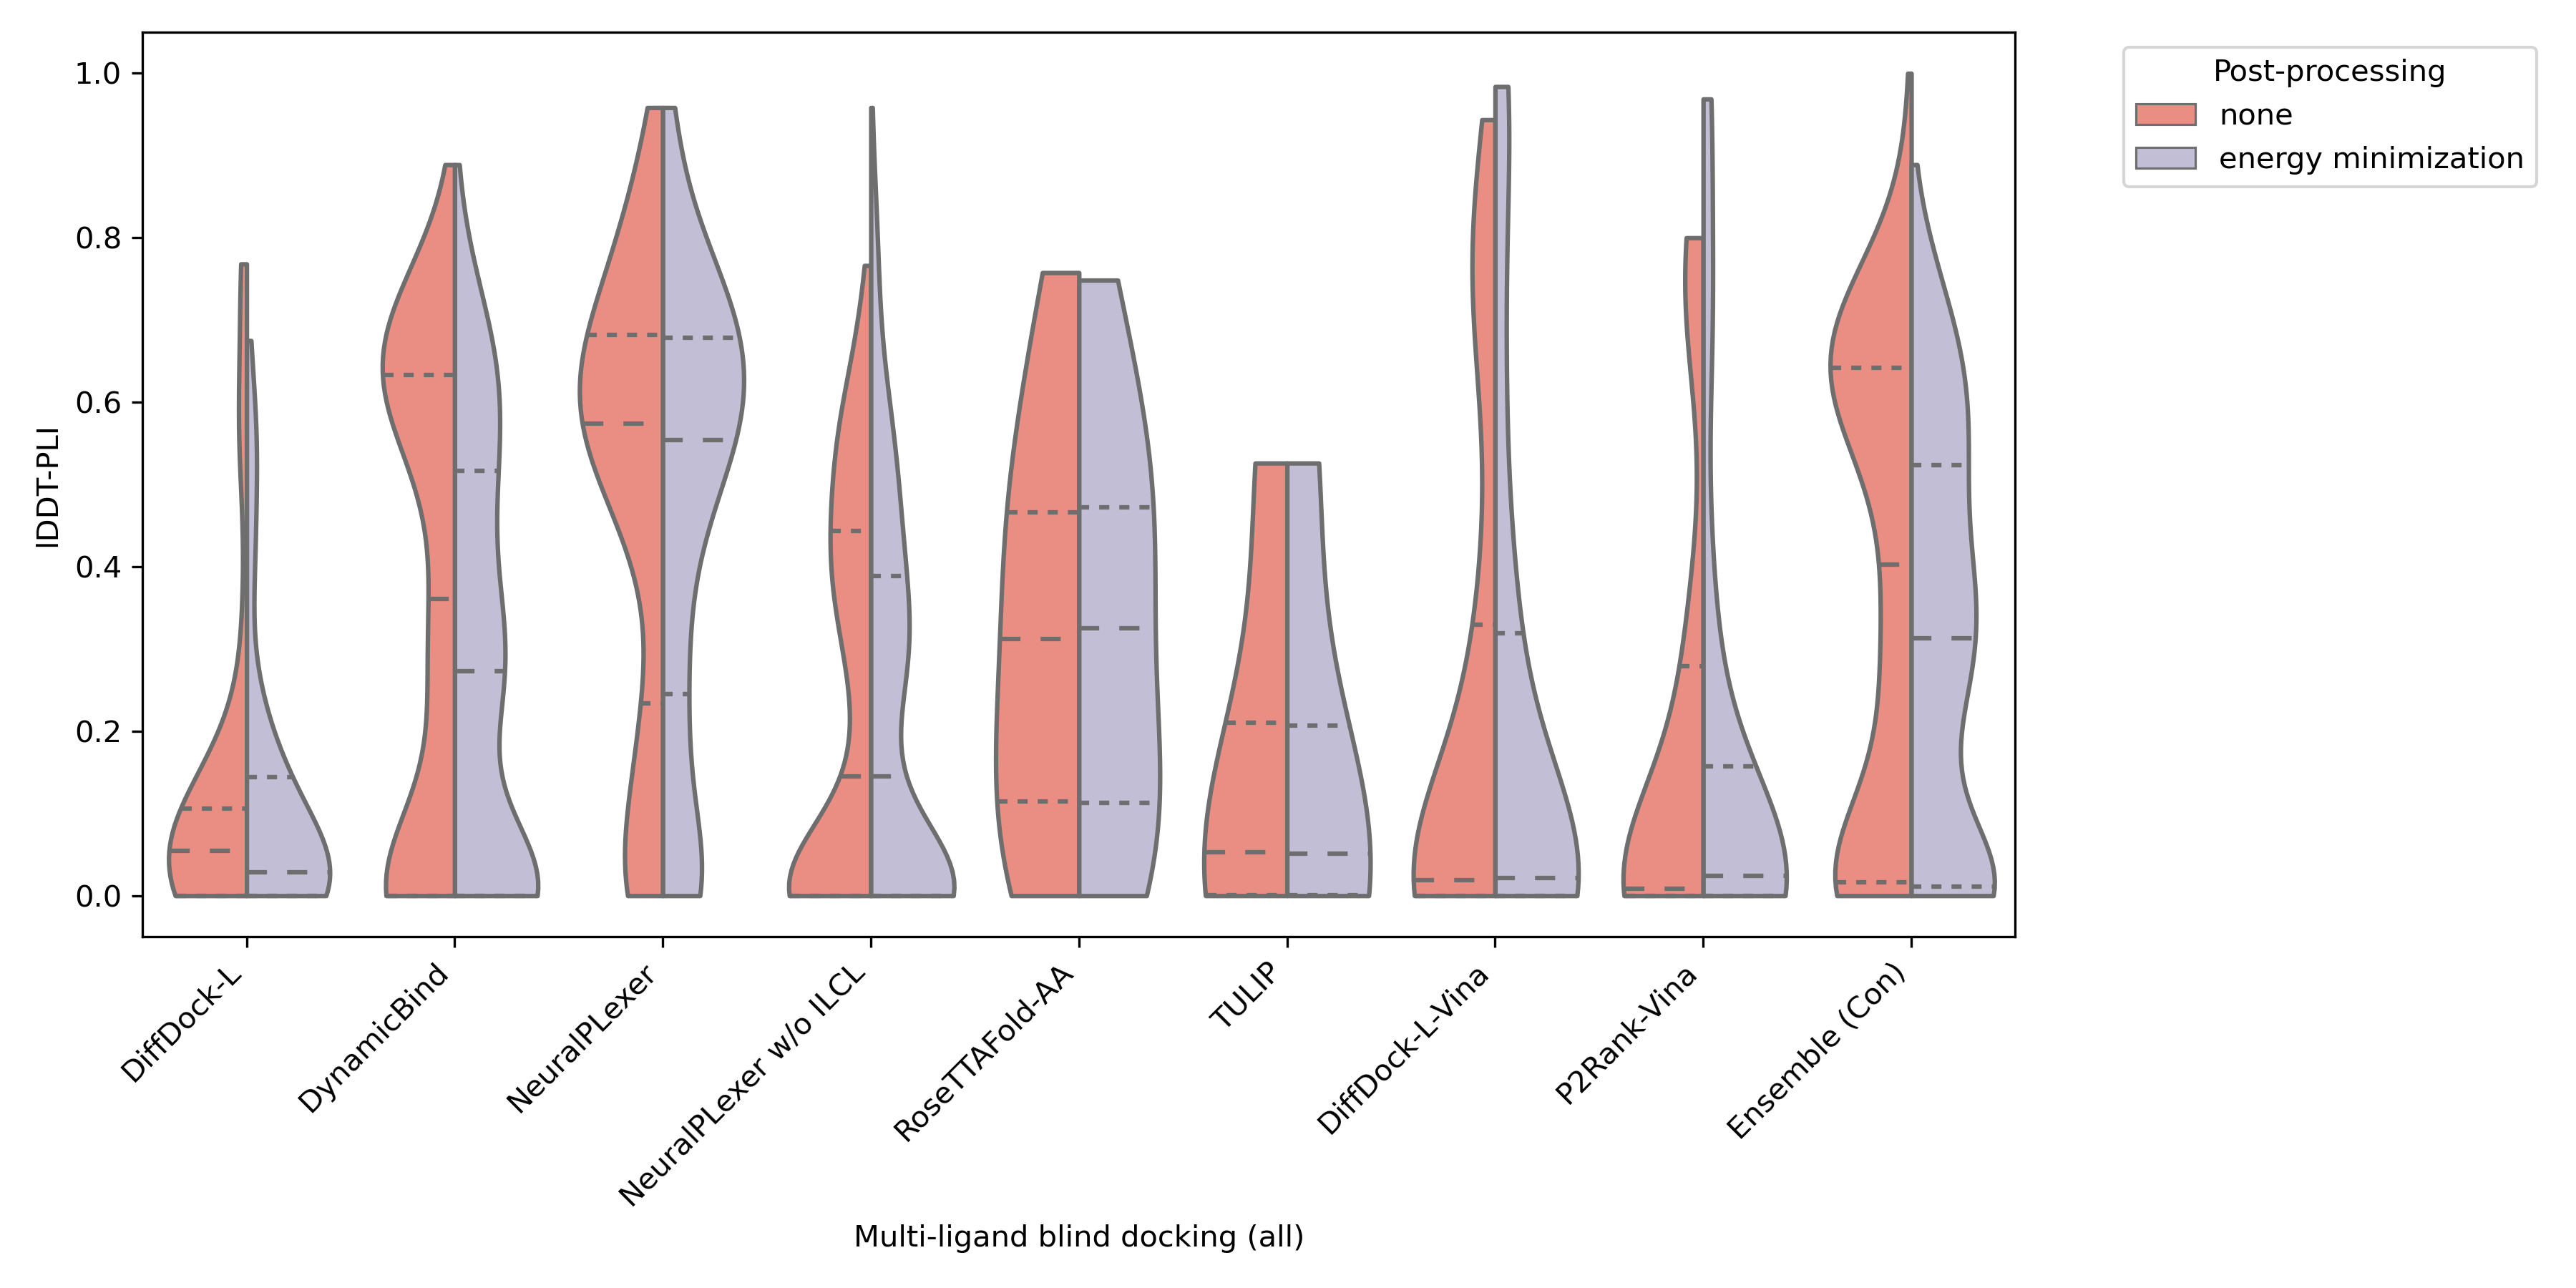 Post-processing
none
energy minimization
lDDT-PLI
1.0
0.8
0.6
0.4
0.2
0.0
DiffDock-L
DynamicBind
NeuralPLexer
NeuralPLexer w/o ILCL
RoseTTAFold-AA
TULIP
DiffDock-L-Vina
P2Rank-Vina
Ensemble (Con)
Multi-ligand blind docking (all)